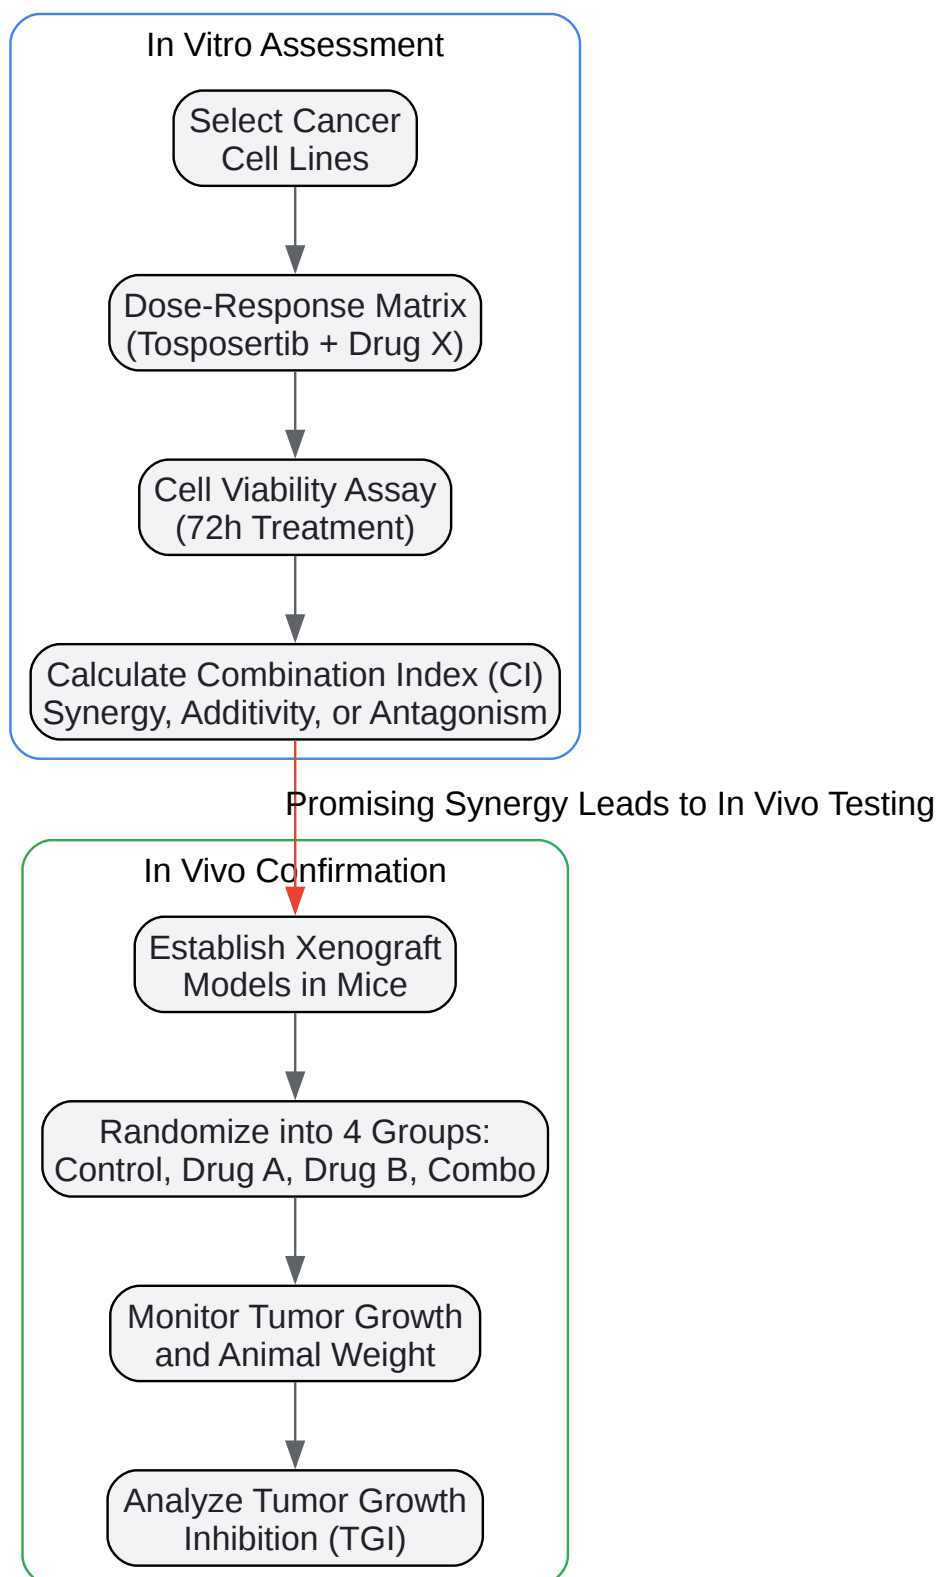 In Vitro Assessment
Select Cancer
Cell Lines
Dose-Response Matrix
(Tosposertib + Drug X)
Cell Viability Assay
(72h Treatment)
Calculate Combination Index (CI)
Synergy, Additivity, or Antagonism
Promising Synergy Leads to In Vivo Testing
In Vivo Confirmation
Establish Xenograft
Models in Mice
Randomize into 4 Groups:
Control, Drug A, Drug B, Combo
Monitor Tumor Growth
and Animal Weight
Analyze Tumor Growth
Inhibition (TGI)